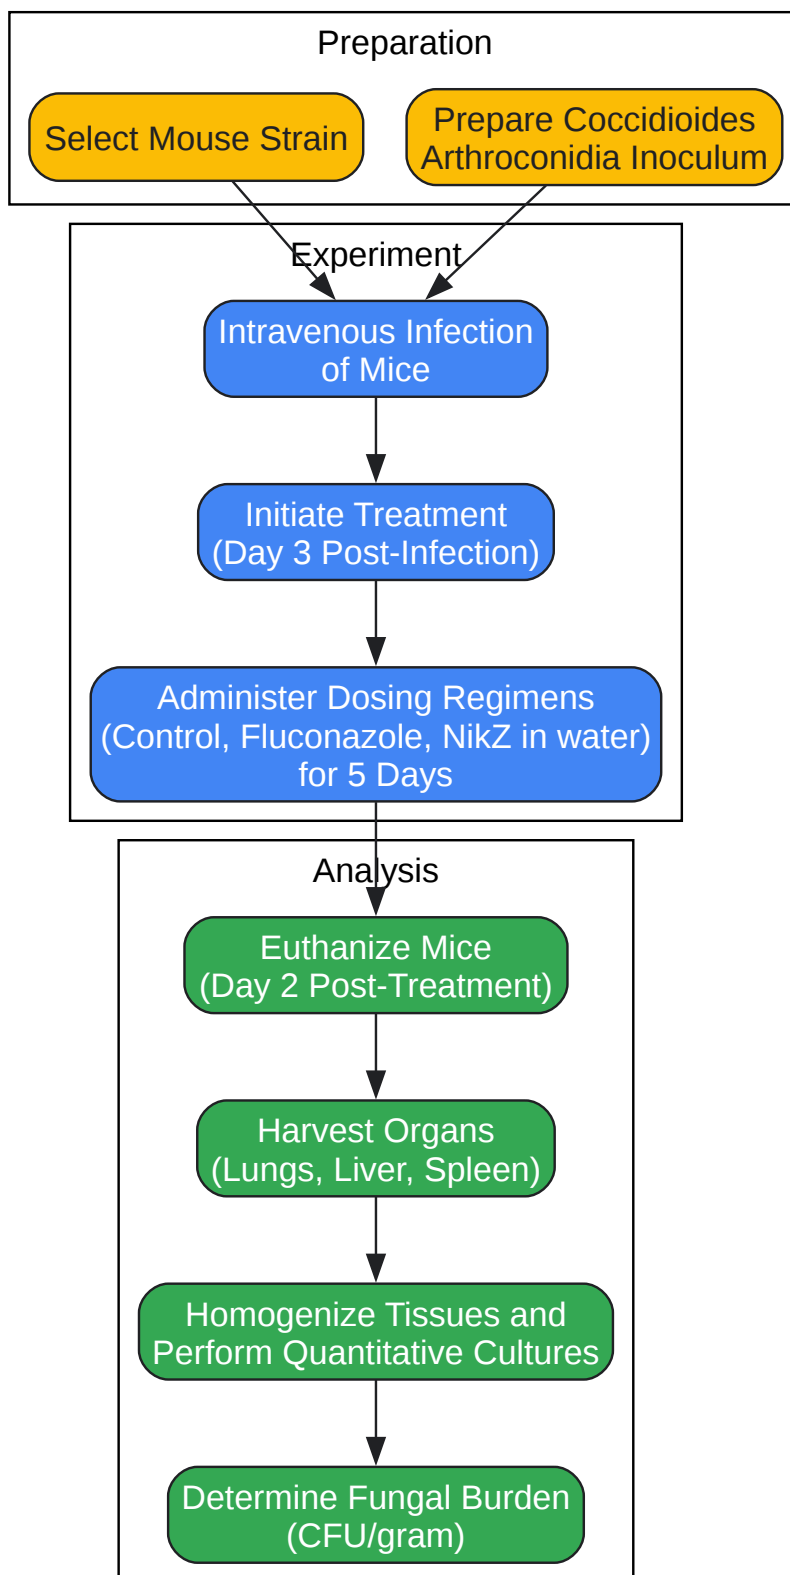 Preparation
Select Mouse Strain
Prepare Coccidioides
Arthroconidia Inoculum
Experiment
Intravenous Infection
of Mice
Initiate Treatment
(Day 3 Post-Infection)
Administer Dosing Regimens
(Control, Fluconazole, NikZ in water)
for 5 Days
Analysis
Euthanize Mice
(Day 2 Post-Treatment)
Harvest Organs
(Lungs, Liver, Spleen)
Homogenize Tissues and
Perform Quantitative Cultures
Determine Fungal Burden
(CFU/gram)